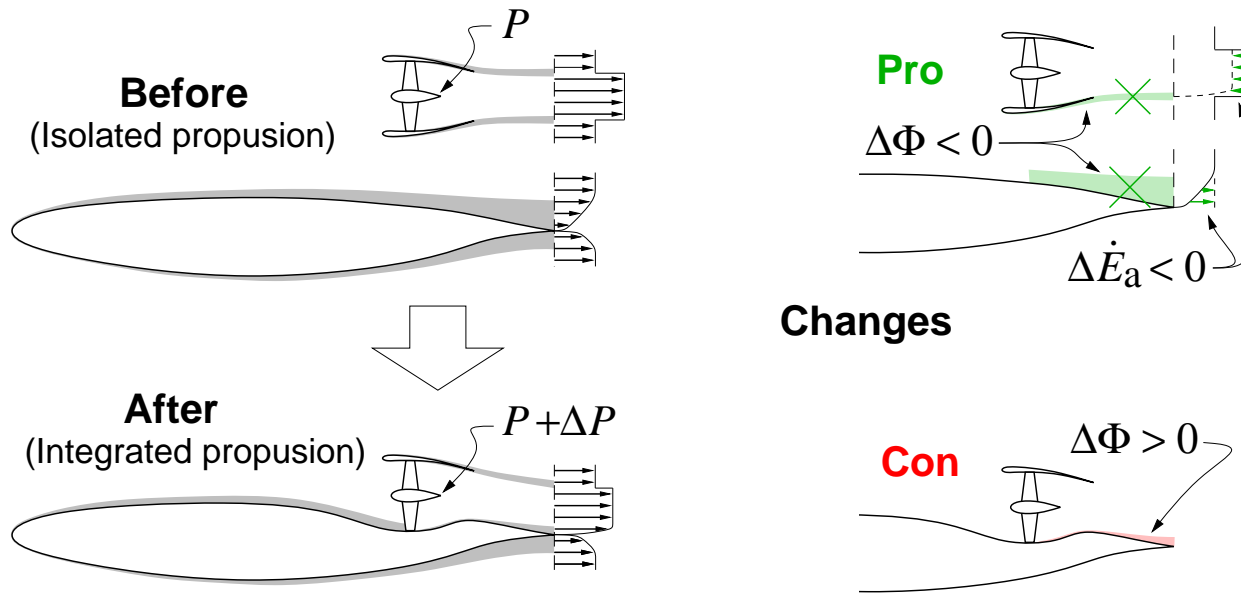 P
Before
(Isolated propusion)
Pro
ΔΦ < 0
ΔĖa < 0
Changes
After
(Integrated propusion)
P + ΔP
Con
ΔΦ > 0